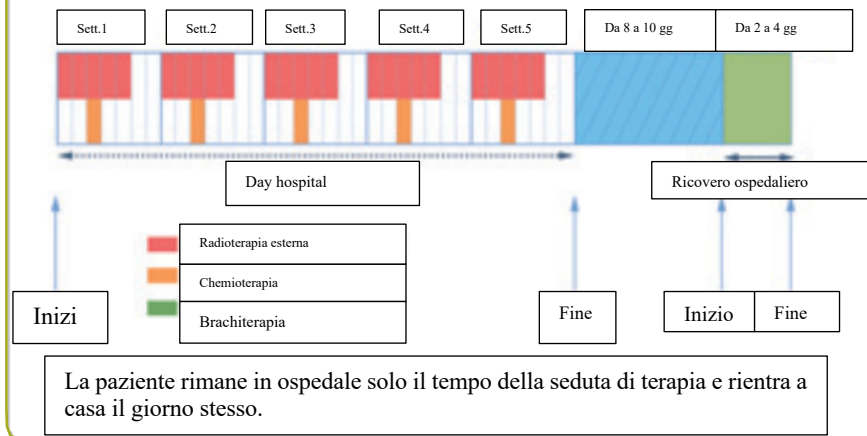 Sett.1
Sett.2
Sett.3
Sett.4
Sett.5
Da 8 a 10 gg
Da 2 a 4 gg
Day hospital
Ricovero ospedaliero
Radioterapia esterna
Chemioterapia
Brachiterapia
Inizi
Fine
Inizio
Fine
La paziente rimane in ospedale solo il tempo della seduta di terapia e rientra a
casa il giorno stesso.